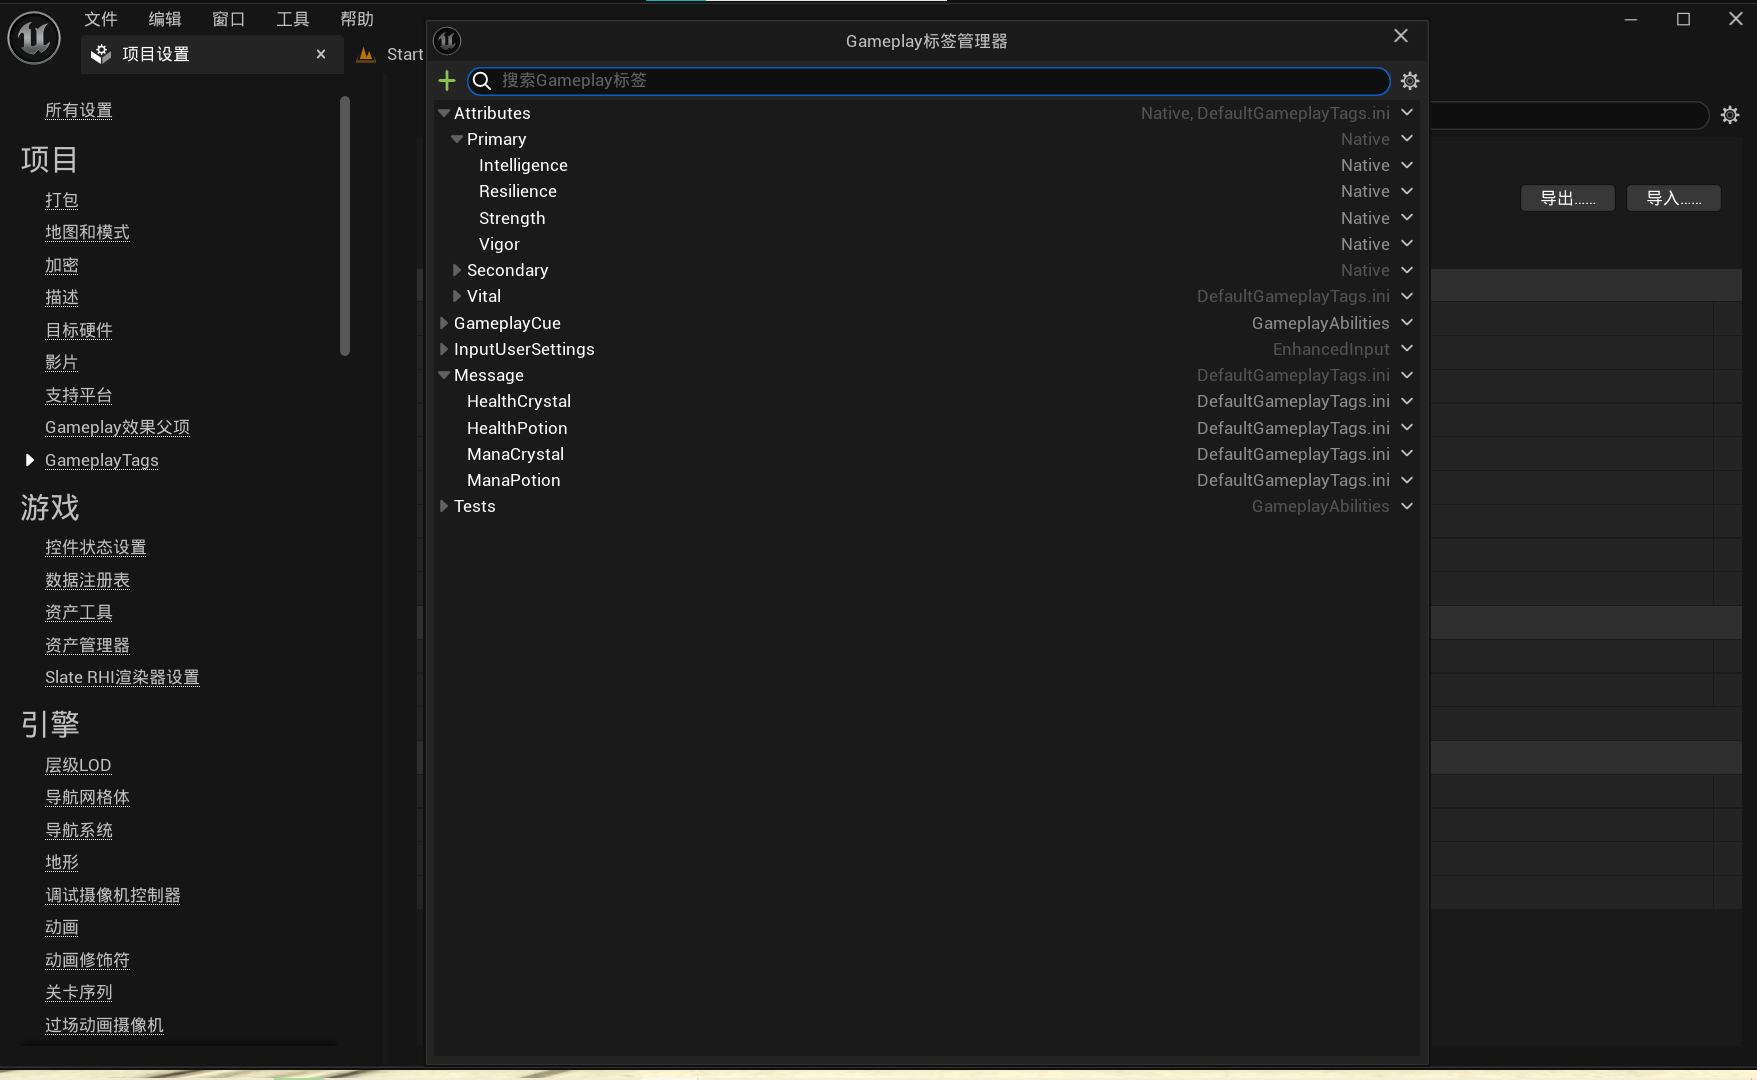 文件 编辑 窗口 工具 帮助
项目设置
Start
所有设置
项目
打包
地图和模式
加密
描述
目标硬件
影片
支持平台
Gameplay效果父项
GameplayTags
游戏
控件状态设置
数据注册表
资产工具
资产管理器
Slate RHI渲染器设置
引擎
层级LOD
导航网格体
导航系统
地形
调试摄像机控制器
动画
动画修饰符
关卡序列
过场动画摄像机
Gameplay标签管理器
搜索Gameplay标签
Attributes Native, DefaultGameplayTags.ini
Primary Native
Intelligence Native
Resilience Native
Strength Native
Vigor Native
Secondary Native
Vital DefaultGameplayTags.ini
GameplayCue GameplayAbilities
InputUserSettings EnhancedInput
Message DefaultGameplayTags.ini
HealthCrystal DefaultGameplayTags.ini
HealthPotion DefaultGameplayTags.ini
ManaCrystal DefaultGameplayTags.ini
ManaPotion DefaultGameplayTags.ini
Tests GameplayAbilities
导出...... 导入......